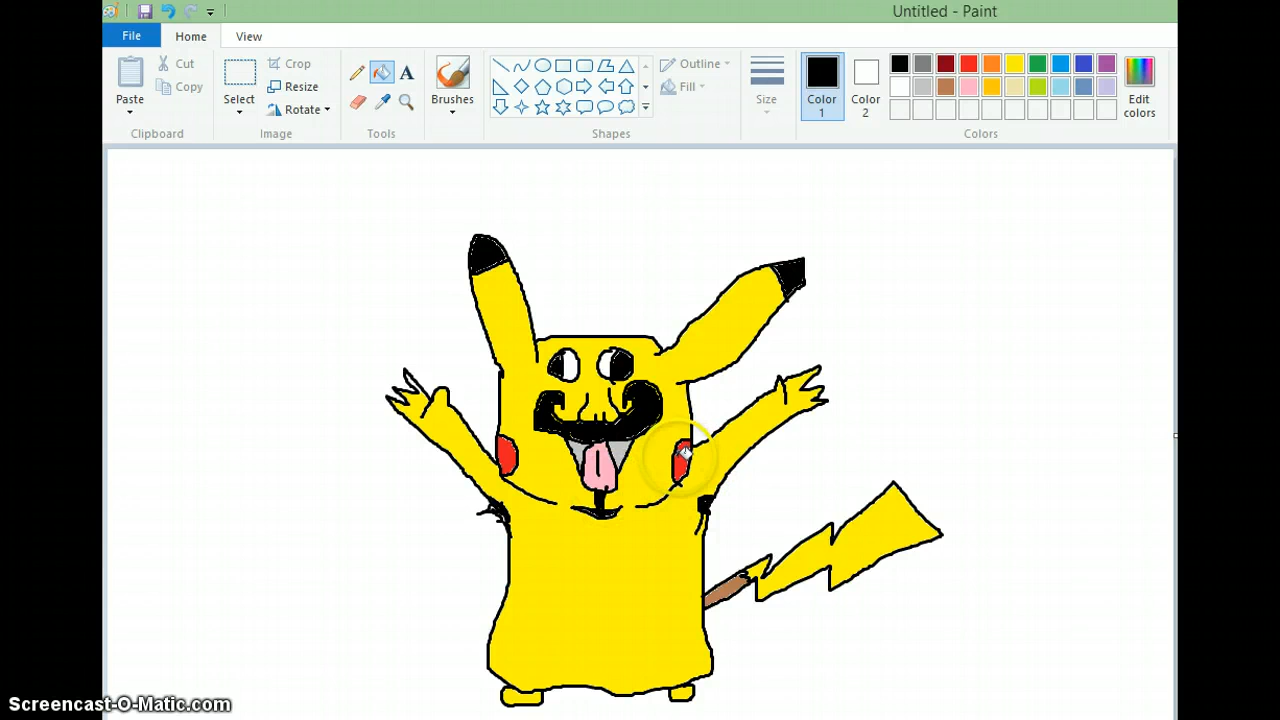 Untitled - Paint
File Home View
Cut
Copy
Paste
Clipboard
Select
Crop
Resize
Rotate
Image
A
Tools
Brushes
Outline
Fill
Shapes
Size
Color 1
Color 2
Edit colors
Colors
Screencast-O-Matic.com